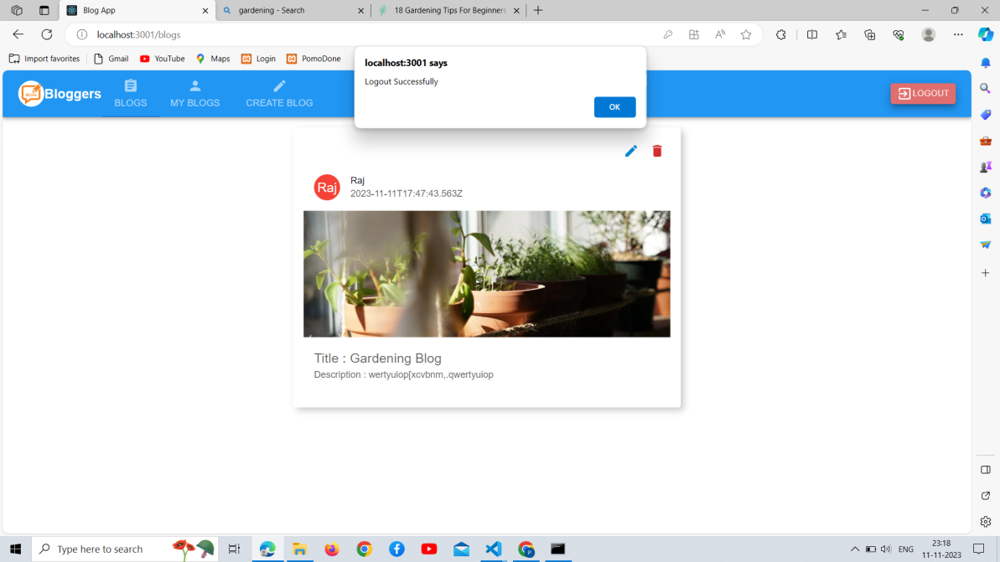 Blog App
gardening - Search
18 Gardening Tips For Beginners
localhost:3001/blogs
Import favorites
Gmail
YouTube
Maps
Login
PomoDone
localhost:3001 says
Logout Successfully
OK
BLOG
Bloggers
BLOGS
MY BLOGS
CREATE BLOG
LOGOUT
Raj
Raj
2023-11-11T17:47:43.563Z
Title : Gardening Blog
Description : wertyuiop[xcvbnm,.qwertyuiop
Type here to search
ENG
23:18
11-11-2023